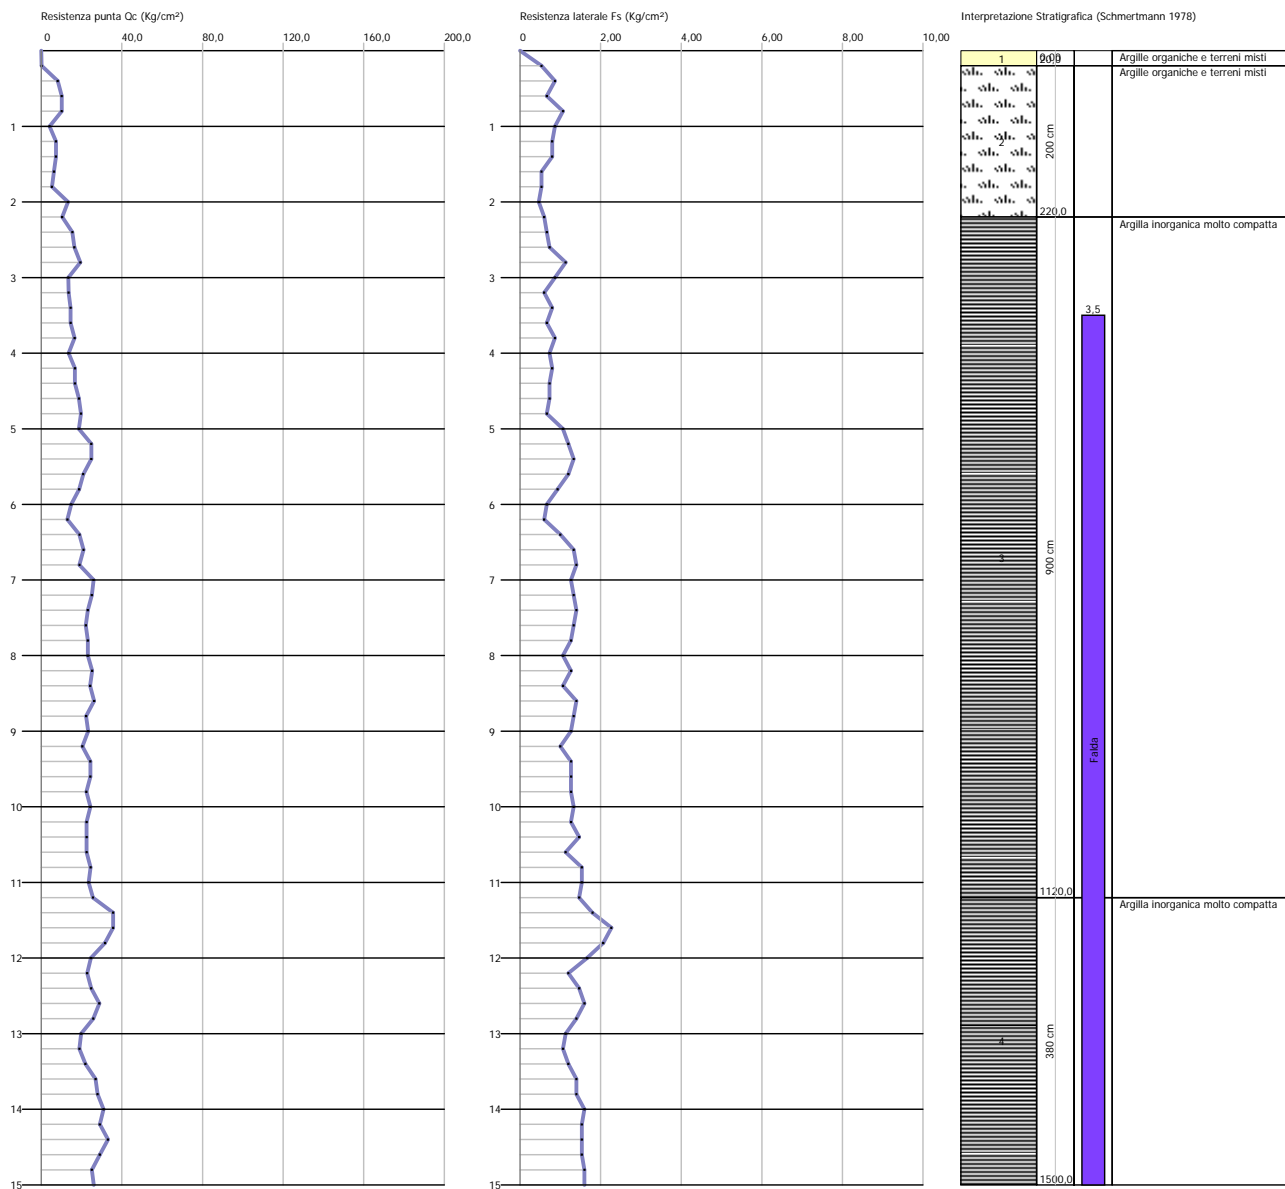 Resistenza punta Qc (Kg/cm²)
Resistenza laterale Fs (Kg/cm²)
Interpretazione Stratigrafica (Schmertmann 1978)
0 40,0 80,0 120,0 160,0 200,0
0 2,00 4,00 6,00 8,00 10,00
1 Argille organiche e terreni misti
Argille organiche e terreni misti
1 1
2
200 cm
2 2
220,0
Argilla inorganica molto compatta
3 3
3,5
4 4
5 5
6 6
3
900 cm
7 7
8 8
9 9
Falda
10 10
11 11
1120,0
Argilla inorganica molto compatta
12 12
13 13
4
380 cm
14 14
15 15
1500,0